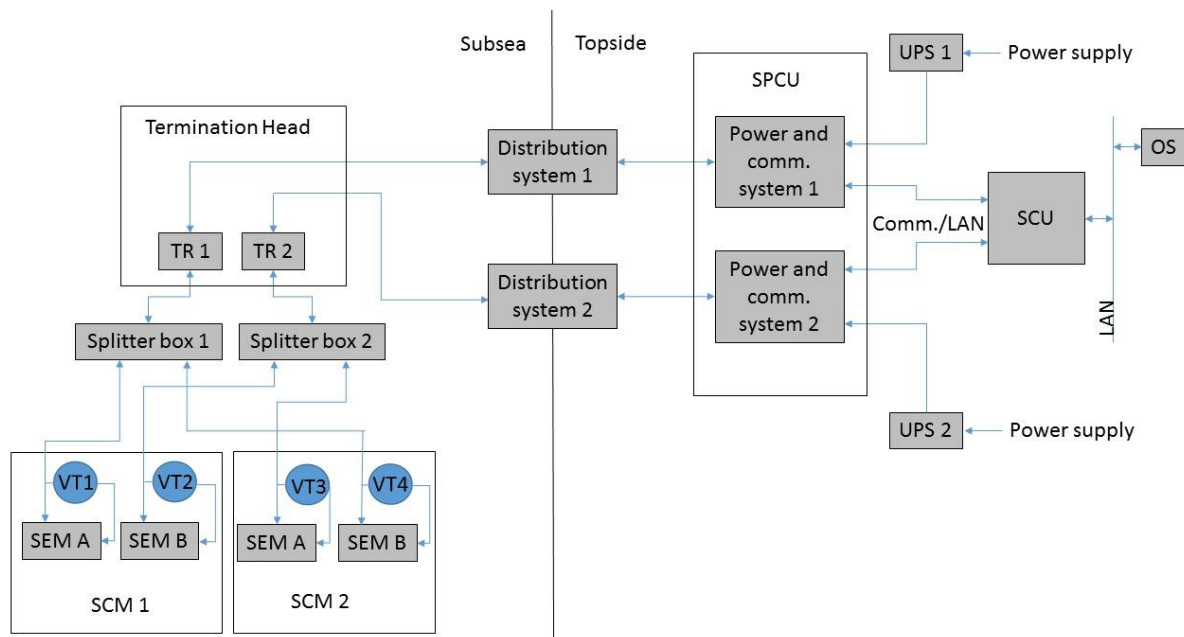 Subsea
Topside
UPS 1
Power supply
SPCU
Termination Head
Distribution
system 1
Power and
comm.
system 1
OS
Comm./LAN
SCU
TR 1
TR 2
Distribution
system 2
Power and
comm.
system 2
LAN
Splitter box 1
Splitter box 2
UPS 2
Power supply
VT1
VT2
VT3
VT4
SEM A
SEM B
SEM A
SEM B
SCM 1
SCM 2